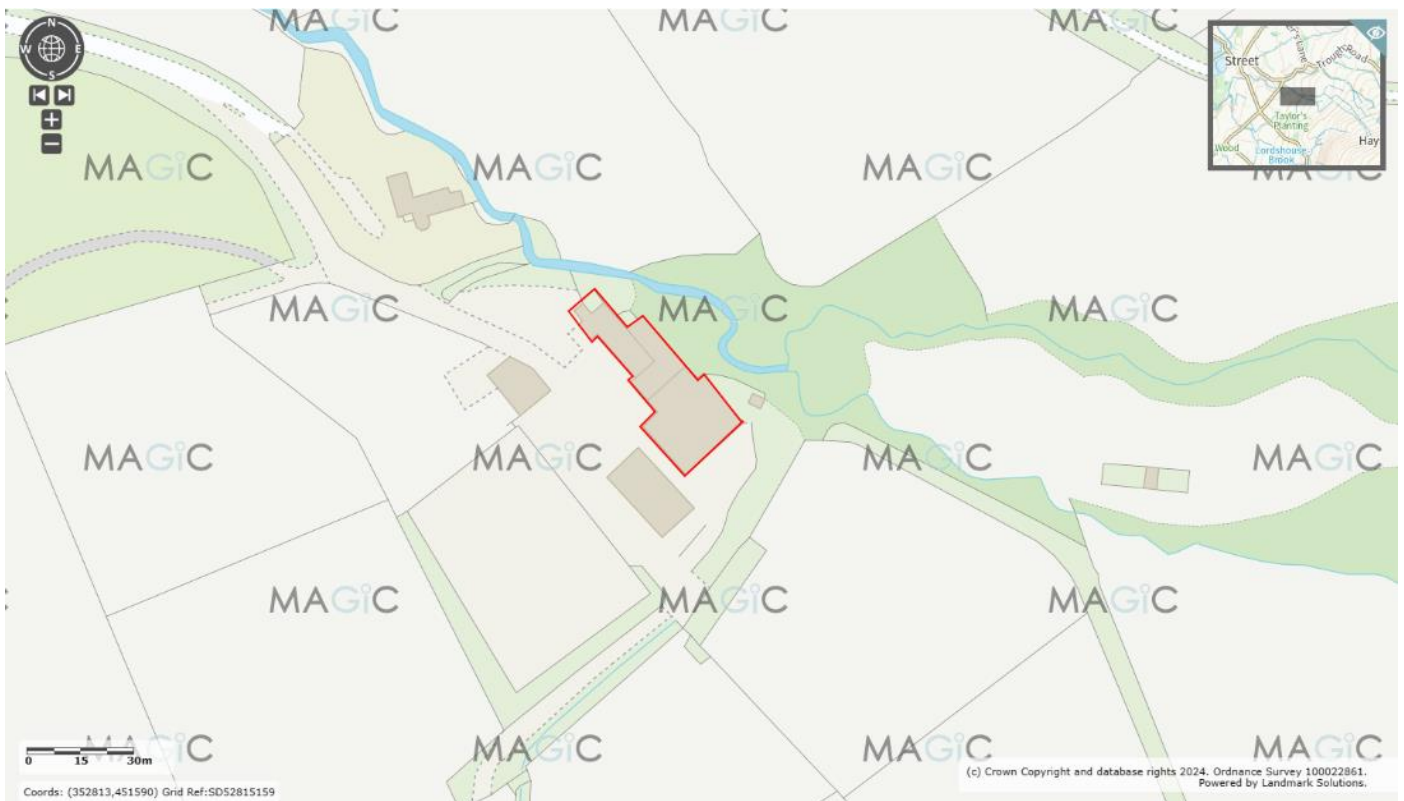 N
W E
S
MAGiC MAGiC MAGiC
Street
Trough Road
Taylor's
Planting
Wood
Lordshouse
Brook
Hay
MAGiC MAGiC MAGiC MAGiC
MAGiC MAGiC MAGiC
MAGiC MAGiC MAGiC MAGiC
MAGiC MAGiC MAGiC
MAGiC MAGiC MAGiC MAGiC
0 15 30m
(c) Crown Copyright and database rights 2024. Ordnance Survey 100022861.
Powered by Landmark Solutions.
Coords: (352813,451590) Grid Ref:SD52815159